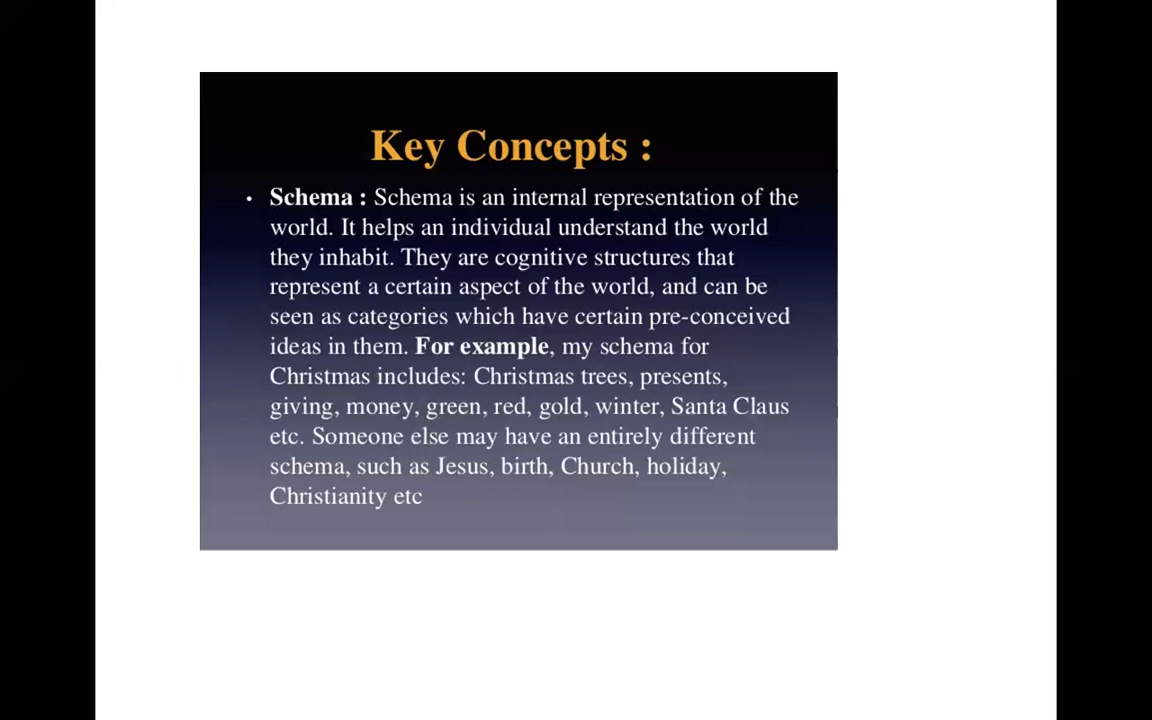 Key Concepts :
• Schema : Schema is an internal representation of the
world. It helps an individual understand the world
they inhabit. They are cognitive structures that
represent a certain aspect of the world, and can be
seen as categories which have certain pre-conceived
ideas in them. For example, my schema for
Christmas includes: Christmas trees, presents,
giving, money, green, red, gold, winter, Santa Claus
etc. Someone else may have an entirely different
schema, such as Jesus, birth, Church, holiday,
Christianity etc